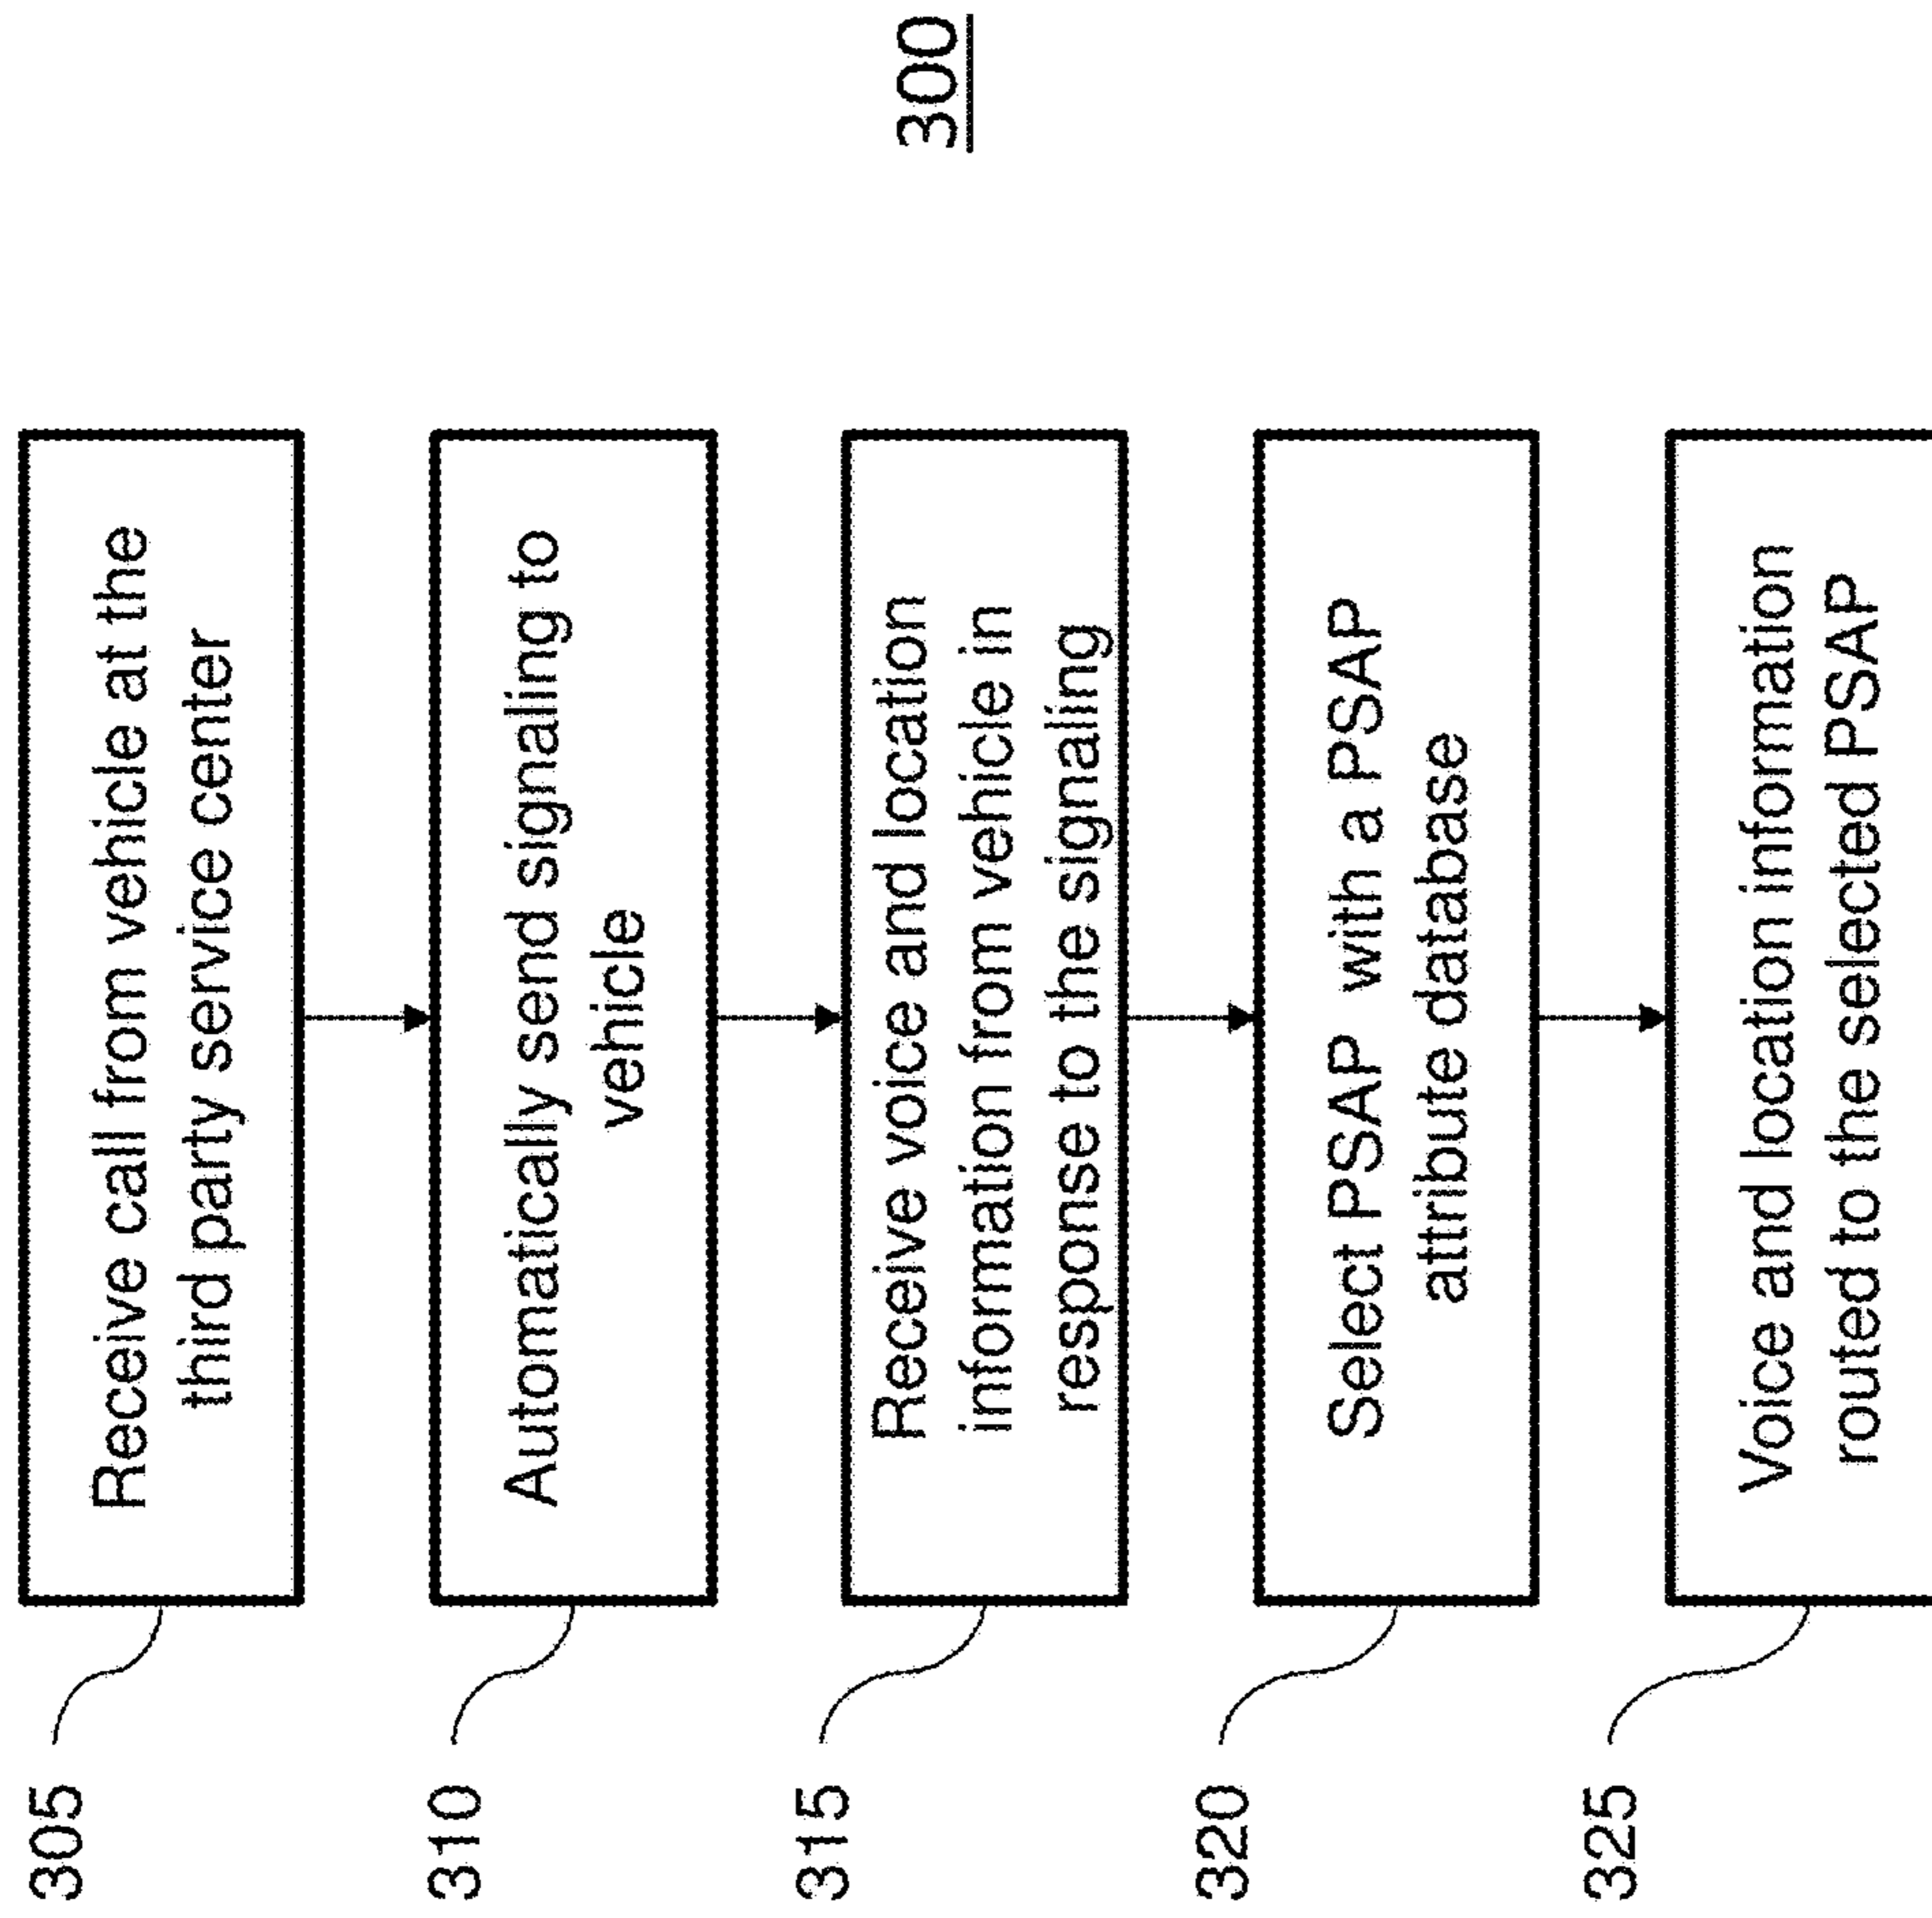 305
Receive call from vehicle at the
third party service center
310
Automatically send signaling to
vehicle
315
Receive voice and location
information from vehicle in
response to the signaling
320
Select PSAP with a PSAP
attribute database
325
Voice and location information
routed to the selected PSAP
300